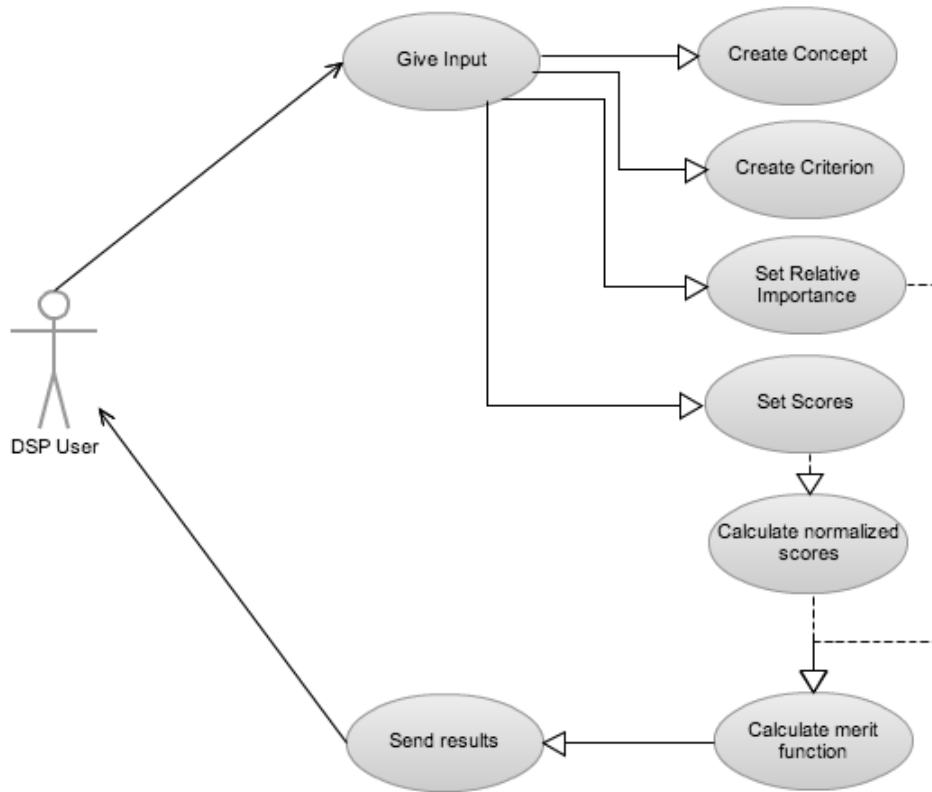 Give Input
Create Concept
Create Criterion
Set Relative
Importance
DSP User
Set Scores
Calculate normalized
scores
Send results
Calculate merit
function